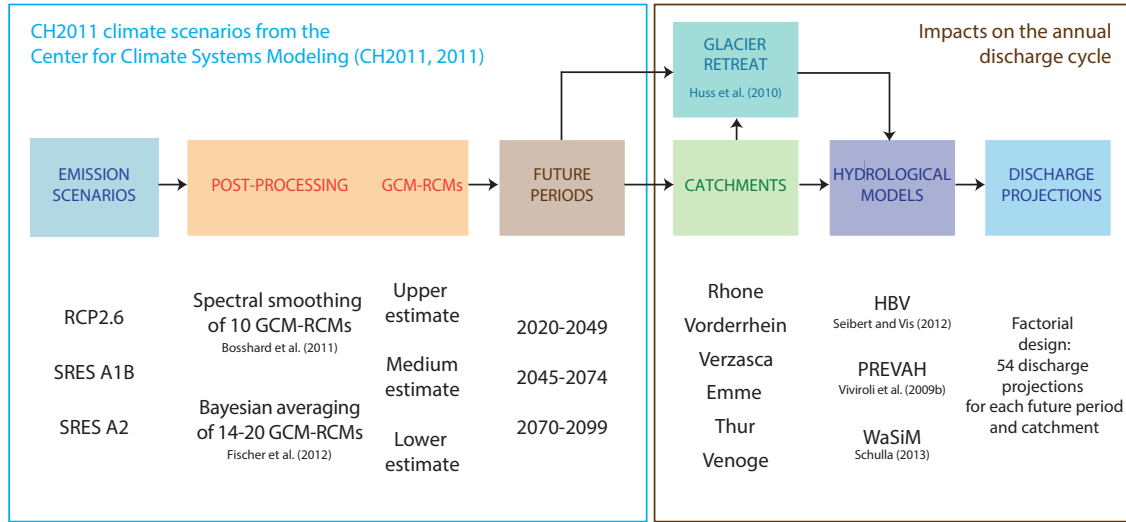 CH2011 climate scenarios from the
Center for Climate Systems Modeling (CH2011, 2011)
Impacts on the annual
discharge cycle
GLACIER
RETREAT
Huss et al. (2010)
EMISSION
SCENARIOS
POST-PROCESSING
GCM-RCMs
FUTURE
PERIODS
CATCHMENTS
HYDROLOGICAL
MODELS
DISCHARGE
PROJECTIONS
RCP2.6
SRES A1B
SRES A2
Spectral smoothing
of 10 GCM-RCMs
Bosshard et al. (2011)
Bayesian averaging
of 14-20 GCM-RCMs
Fischer et al. (2012)
Upper
estimate
Medium
estimate
Lower
estimate
2020-2049
2045-2074
2070-2099
Rhone
Vorderrhein
Verzasca
Emme
Thur
Venoge
HBV
Seibert and Vis (2012)
PREVAH
Viviroli et al. (2009b)
WaSiM
Schulla (2013)
Factorial
design:
54 discharge
projections
for each future period
and catchment